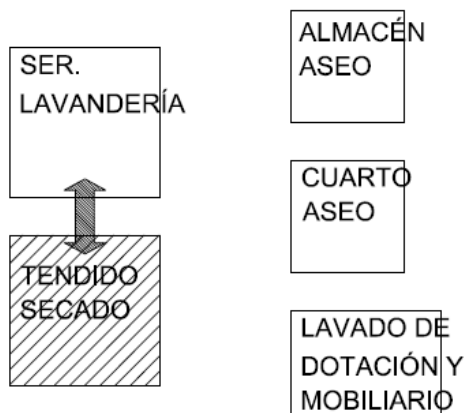 SER.
LAVANDERÍA
TENDIDO
SECADO
ALMACÉN
ASEO
CUARTO
ASEO
LAVADO DE
DOTACIÓN Y
MOBILIARIO